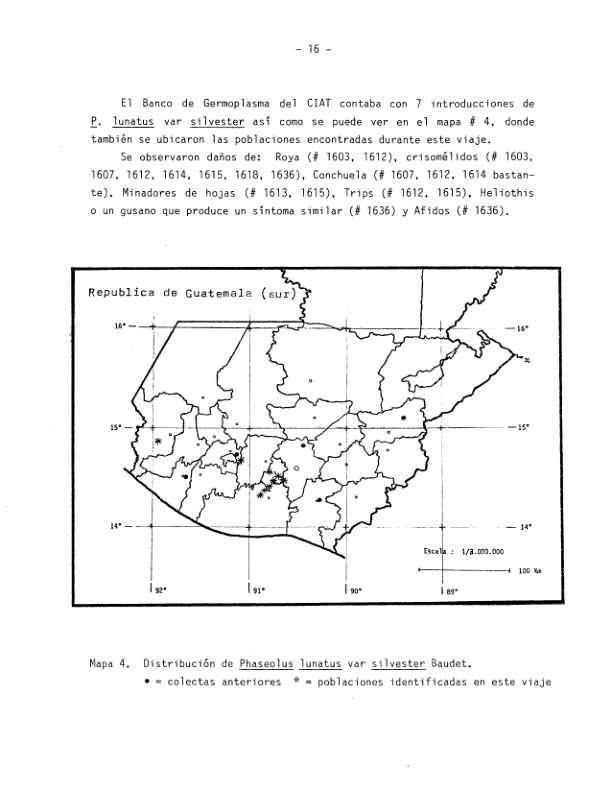 - 16 -
El Banco de Germoplasma del CIAT contaba con 7 introducciones de
P. lunatus var silvester así como se puede ver en el mapa # 4, donde
también se ubicaron las poblaciones encontradas durante este viaje.
Se observaron daños de: Roya (# 1603, 1612), crisomélidos (# 1603,
1607, 1612, 1614, 1615, 1618, 1636), Conchuela (# 1607, 1612, 1614 bastan-
te), Minadores de hojas (# 1613, 1615), Trips (# 1612, 1615), Heliothis
o un gusano que produce un síntoma similar (# 1636) y Afidos (# 1636).
Republica de Guatemala (sur)
16° 16°
15° 15°
14° 14°
Escala : 1/3.000.000
100 Km
92° 91° 90° 89°
Mapa 4. Distribución de Phaseolus lunatus var silvester Baudet.
• = colectas anteriores * = poblaciones identificadas en este viaje